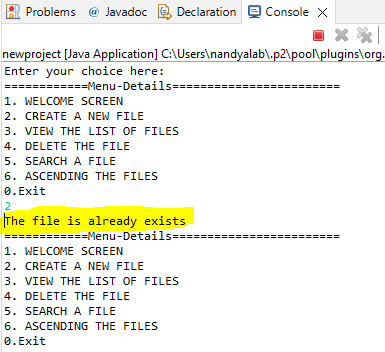 Problems @ Javadoc Declaration Console
newproject [Java Application] C:\Users\nandyalab\.p2\pool\plugins\org.
Enter your choice here:
============Menu-Details========================
1. WELCOME SCREEN
2. CREATE A NEW FILE
3. VIEW THE LIST OF FILES
4. DELETE THE FILE
5. SEARCH A FILE
6. ASCENDING THE FILES
0.Exit
2
The file is already exists
============Menu-Details========================
1. WELCOME SCREEN
2. CREATE A NEW FILE
3. VIEW THE LIST OF FILES
4. DELETE THE FILE
5. SEARCH A FILE
6. ASCENDING THE FILES
0.Exit